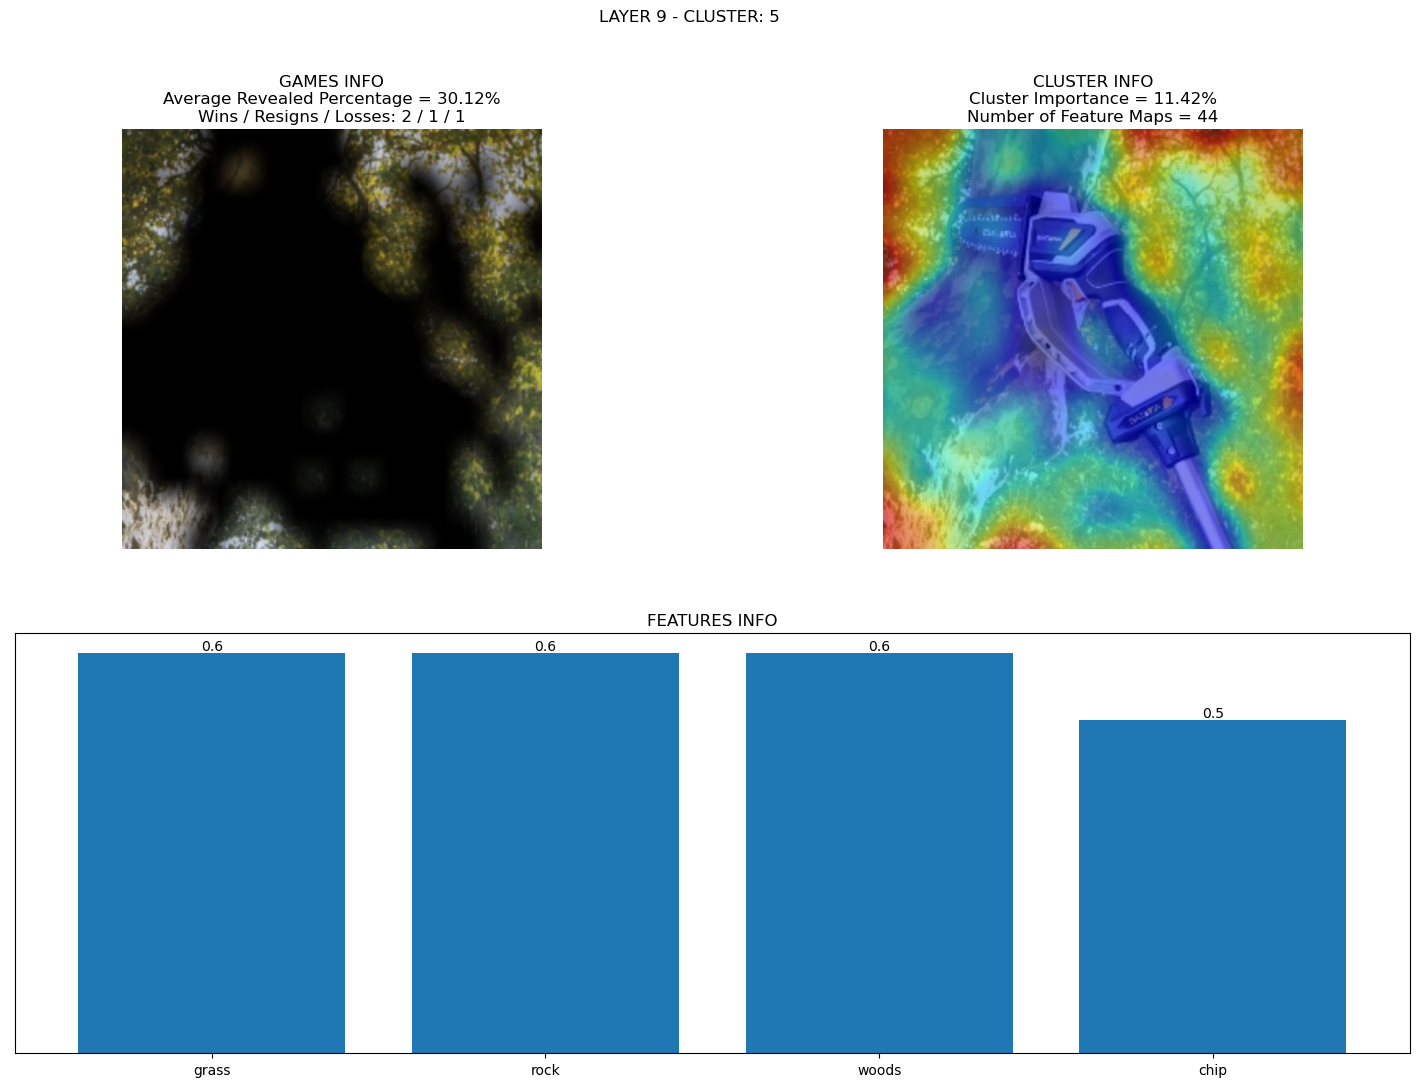 LAYER 9 - CLUSTER: 5
GAMES INFO
Average Revealed Percentage = 30.12%
Wins / Resigns / Losses: 2 / 1 / 1
CLUSTER INFO
Cluster Importance = 11.42%
Number of Feature Maps = 44
FEATURES INFO
0.6
0.6
0.6
0.5
grass
rock
woods
chip